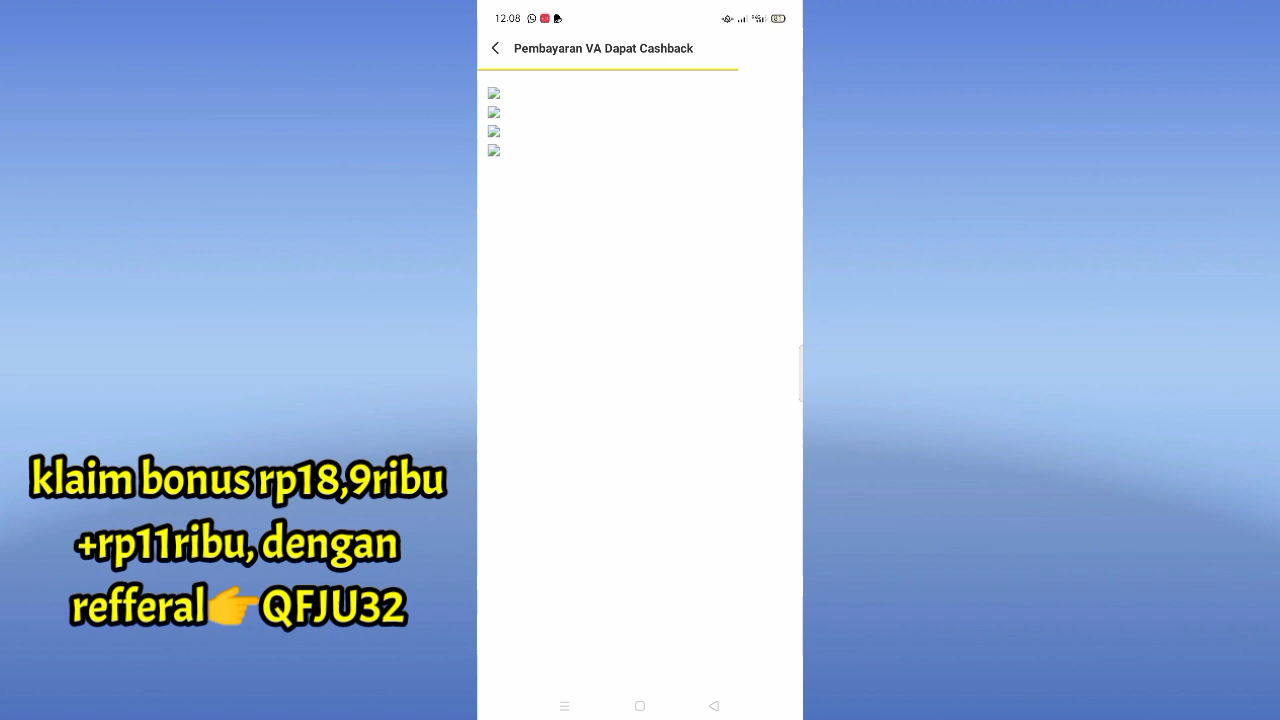 12.08
Pembayaran VA Dapat Cashback
klaim bonus rp18,9ribu
+rp11ribu, dengan
refferal👉QFJU32